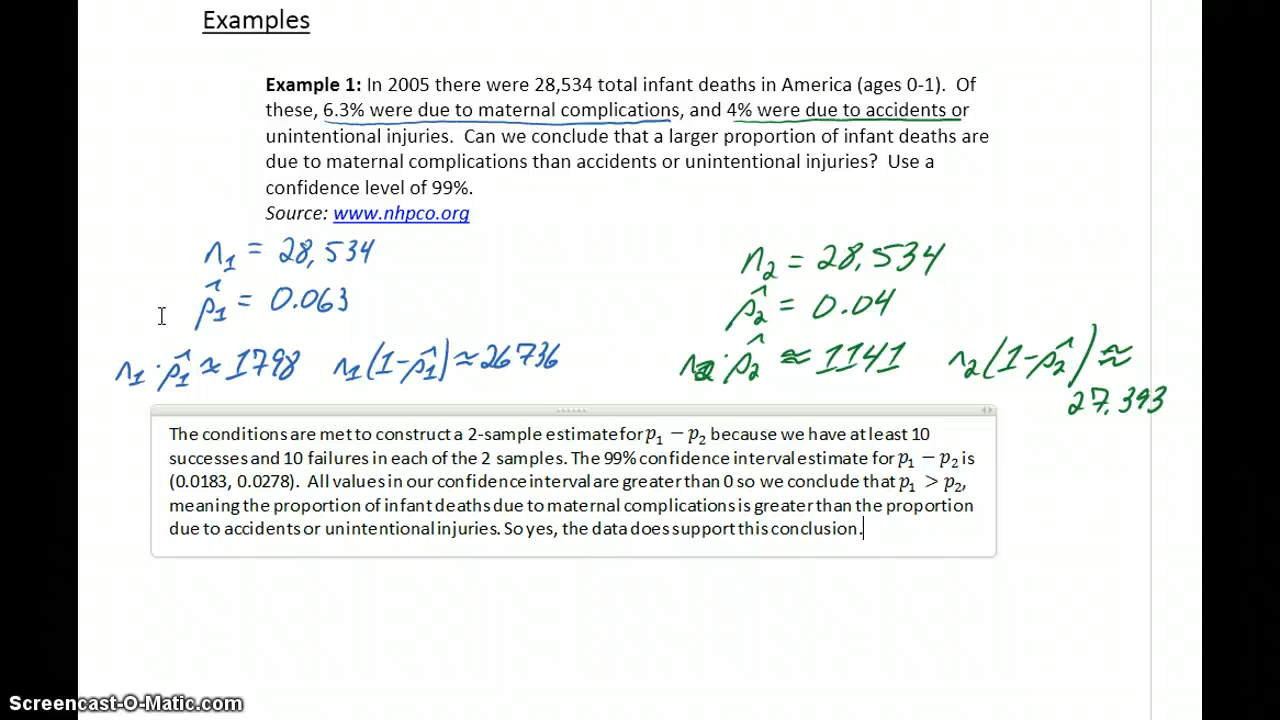 Examples
Example 1: In 2005 there were 28,534 total infant deaths in America (ages 0-1). Of
these, 6.3% were due to maternal complications, and 4% were due to accidents or
unintentional injuries. Can we conclude that a larger proportion of infant deaths are
due to maternal complications than accidents or unintentional injuries? Use a
confidence level of 99%.
Source: www.nhpco.org
n₁ = 28,534
n₂ = 28,534
p̂₁ = 0.063
p̂₂ = 0.04
n₁·p̂₁ ≈ 1798 n₁(1-p̂₁) ≈ 26736
n₂·p̂₂ ≈ 1141 n₂(1-p̂₂) ≈
27,393
The conditions are met to construct a 2-sample estimate for p₁ − p₂ because we have at least 10
successes and 10 failures in each of the 2 samples. The 99% confidence interval estimate for p₁ − p₂ is
(0.0183, 0.0278). All values in our confidence interval are greater than 0 so we conclude that p₁ > p₂,
meaning the proportion of infant deaths due to maternal complications is greater than the proportion
due to accidents or unintentional injuries. So yes, the data does support this conclusion.
Screencast-O-Matic.com